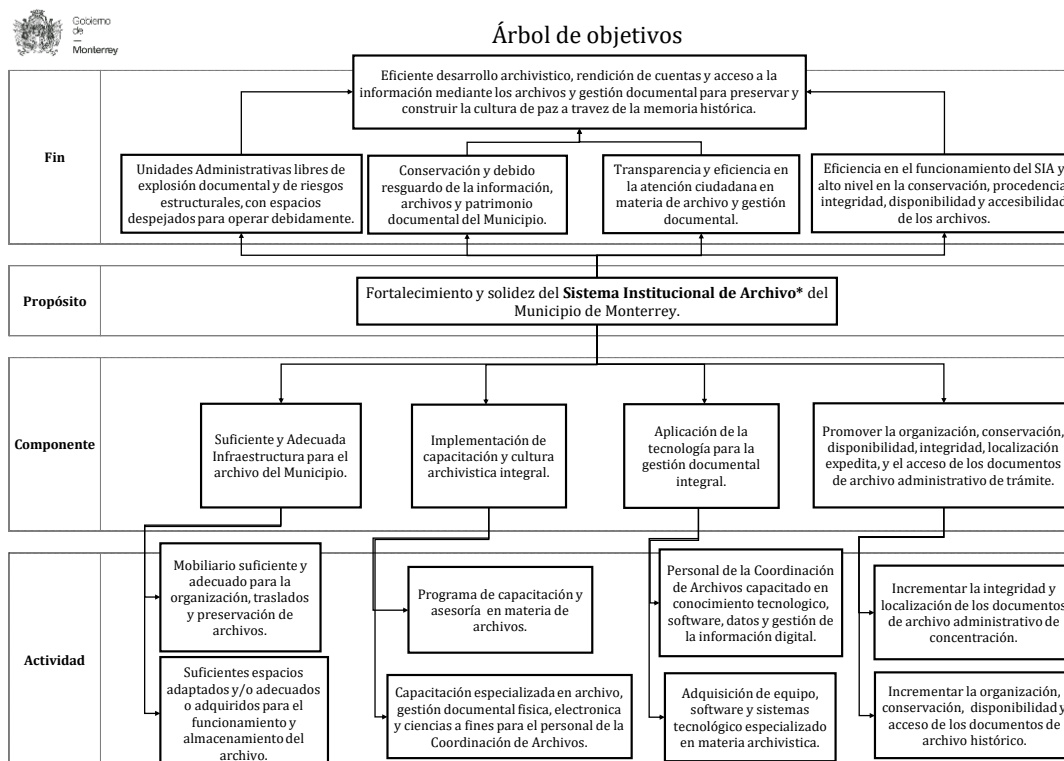 Gobierno
de
Monterrey
Árbol de objetivos
Fin
Eficiente desarrollo archivistico, rendición de cuentas y acceso a la
información mediante los archivos y gestión documental para preservar y
construir la cultura de paz a travez de la memoria histórica.
Unidades Administrativas libres de
explosión documental y de riesgos
estructurales, con espacios
despejados para operar debidamente.
Conservación y debido
resguardo de la información,
archivos y patrimonio
documental del Municipio.
Transparencia y eficiencia en
la atención ciudadana en
materia de archivo y gestión
documental.
Eficiencia en el funcionamiento del SIA y
alto nivel en la conservación, procedencia
integridad, disponibilidad y accesibilidad
de los archivos.
Propósito
Fortalecimiento y solidez del Sistema Institucional de Archivo* del
Municipio de Monterrey.
Componente
Suficiente y Adecuada
Infraestructura para el
archivo del Municipio.
Implementación de
capacitación y cultura
archivistica integral.
Aplicación de la
tecnología para la
gestión documental
integral.
Promover la organización, conservación,
disponibilidad, integridad, localización
expedita, y el acceso de los documentos
de archivo administrativo de trámite.
Actividad
Mobiliario suficiente y
adecuado para la
organización, traslados
y preservación de
archivos.
Programa de capacitación y
asesoría en materia de
archivos.
Personal de la Coordinación
de Archivos capacitado en
conocimiento tecnologico,
software, datos y gestión de
la información digital.
Incrementar la integridad y
localización de los documentos
de archivo administrativo de
concentración.
Suficientes espacios
adaptados y/o adecuados
o adquiridos para el
funcionamiento y
almacenamiento del
archivo.
Capacitación especializada en archivo,
gestión documental fisica, electronica
y ciencias a fines para el personal de la
Coordinación de Archivos.
Adquisición de equipo,
software y sistemas
tecnológico especializado
en materia archivistica.
Incrementar la organización,
conservación, disponibilidad y
acceso de los documentos de
archivo histórico.